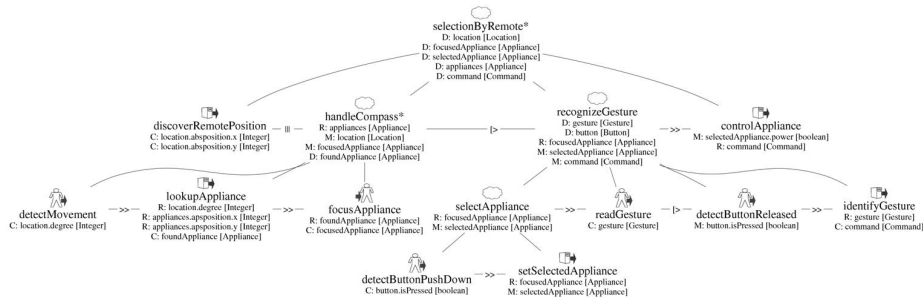 selectionByRemote*
D: location [Location]
D: focusedAppliance [Appliance]
D: selectedAppliance [Appliance]
D: appliances [Appliance]
D: command [Command]
discoverRemotePosition
C: location.absposition.x [Integer]
C: location.absposition.y [Integer]
|||
handleCompass*
R: appliances [Appliance]
M: location [Location]
M: focusedAppliance [Appliance]
D: foundAppliance [Appliance]
|>
recognizeGesture
D: gesture [Gesture]
D: button [Button]
R: focusedAppliance [Appliance]
M: selectedAppliance [Appliance]
M: command [Command]
>>
controlAppliance
M: selectedAppliance.power [boolean]
R: command [Command]
detectMovement
C: location.degree [Integer]
>>
lookupAppliance
R: location.degree [Integer]
R: appliances.apsposition.x [Integer]
R: appliances.apsposition.y [Integer]
C: foundAppliance [Appliance]
>>
focusAppliance
R: foundAppliance [Appliance]
C: focusedAppliance [Appliance]
selectAppliance
R: focusedAppliance [Appliance]
M: selectedAppliance [Appliance]
>>
readGesture
C: gesture [Gesture]
|>
detectButtonReleased
M: button.isPressed [boolean]
>>
identifyGesture
R: gesture [Gesture]
C: command [Command]
detectButtonPushDown
C: button.isPressed [boolean]
>>
setSelectedAppliance
R: focusedAppliance [Appliance]
M: selectedAppliance [Appliance]